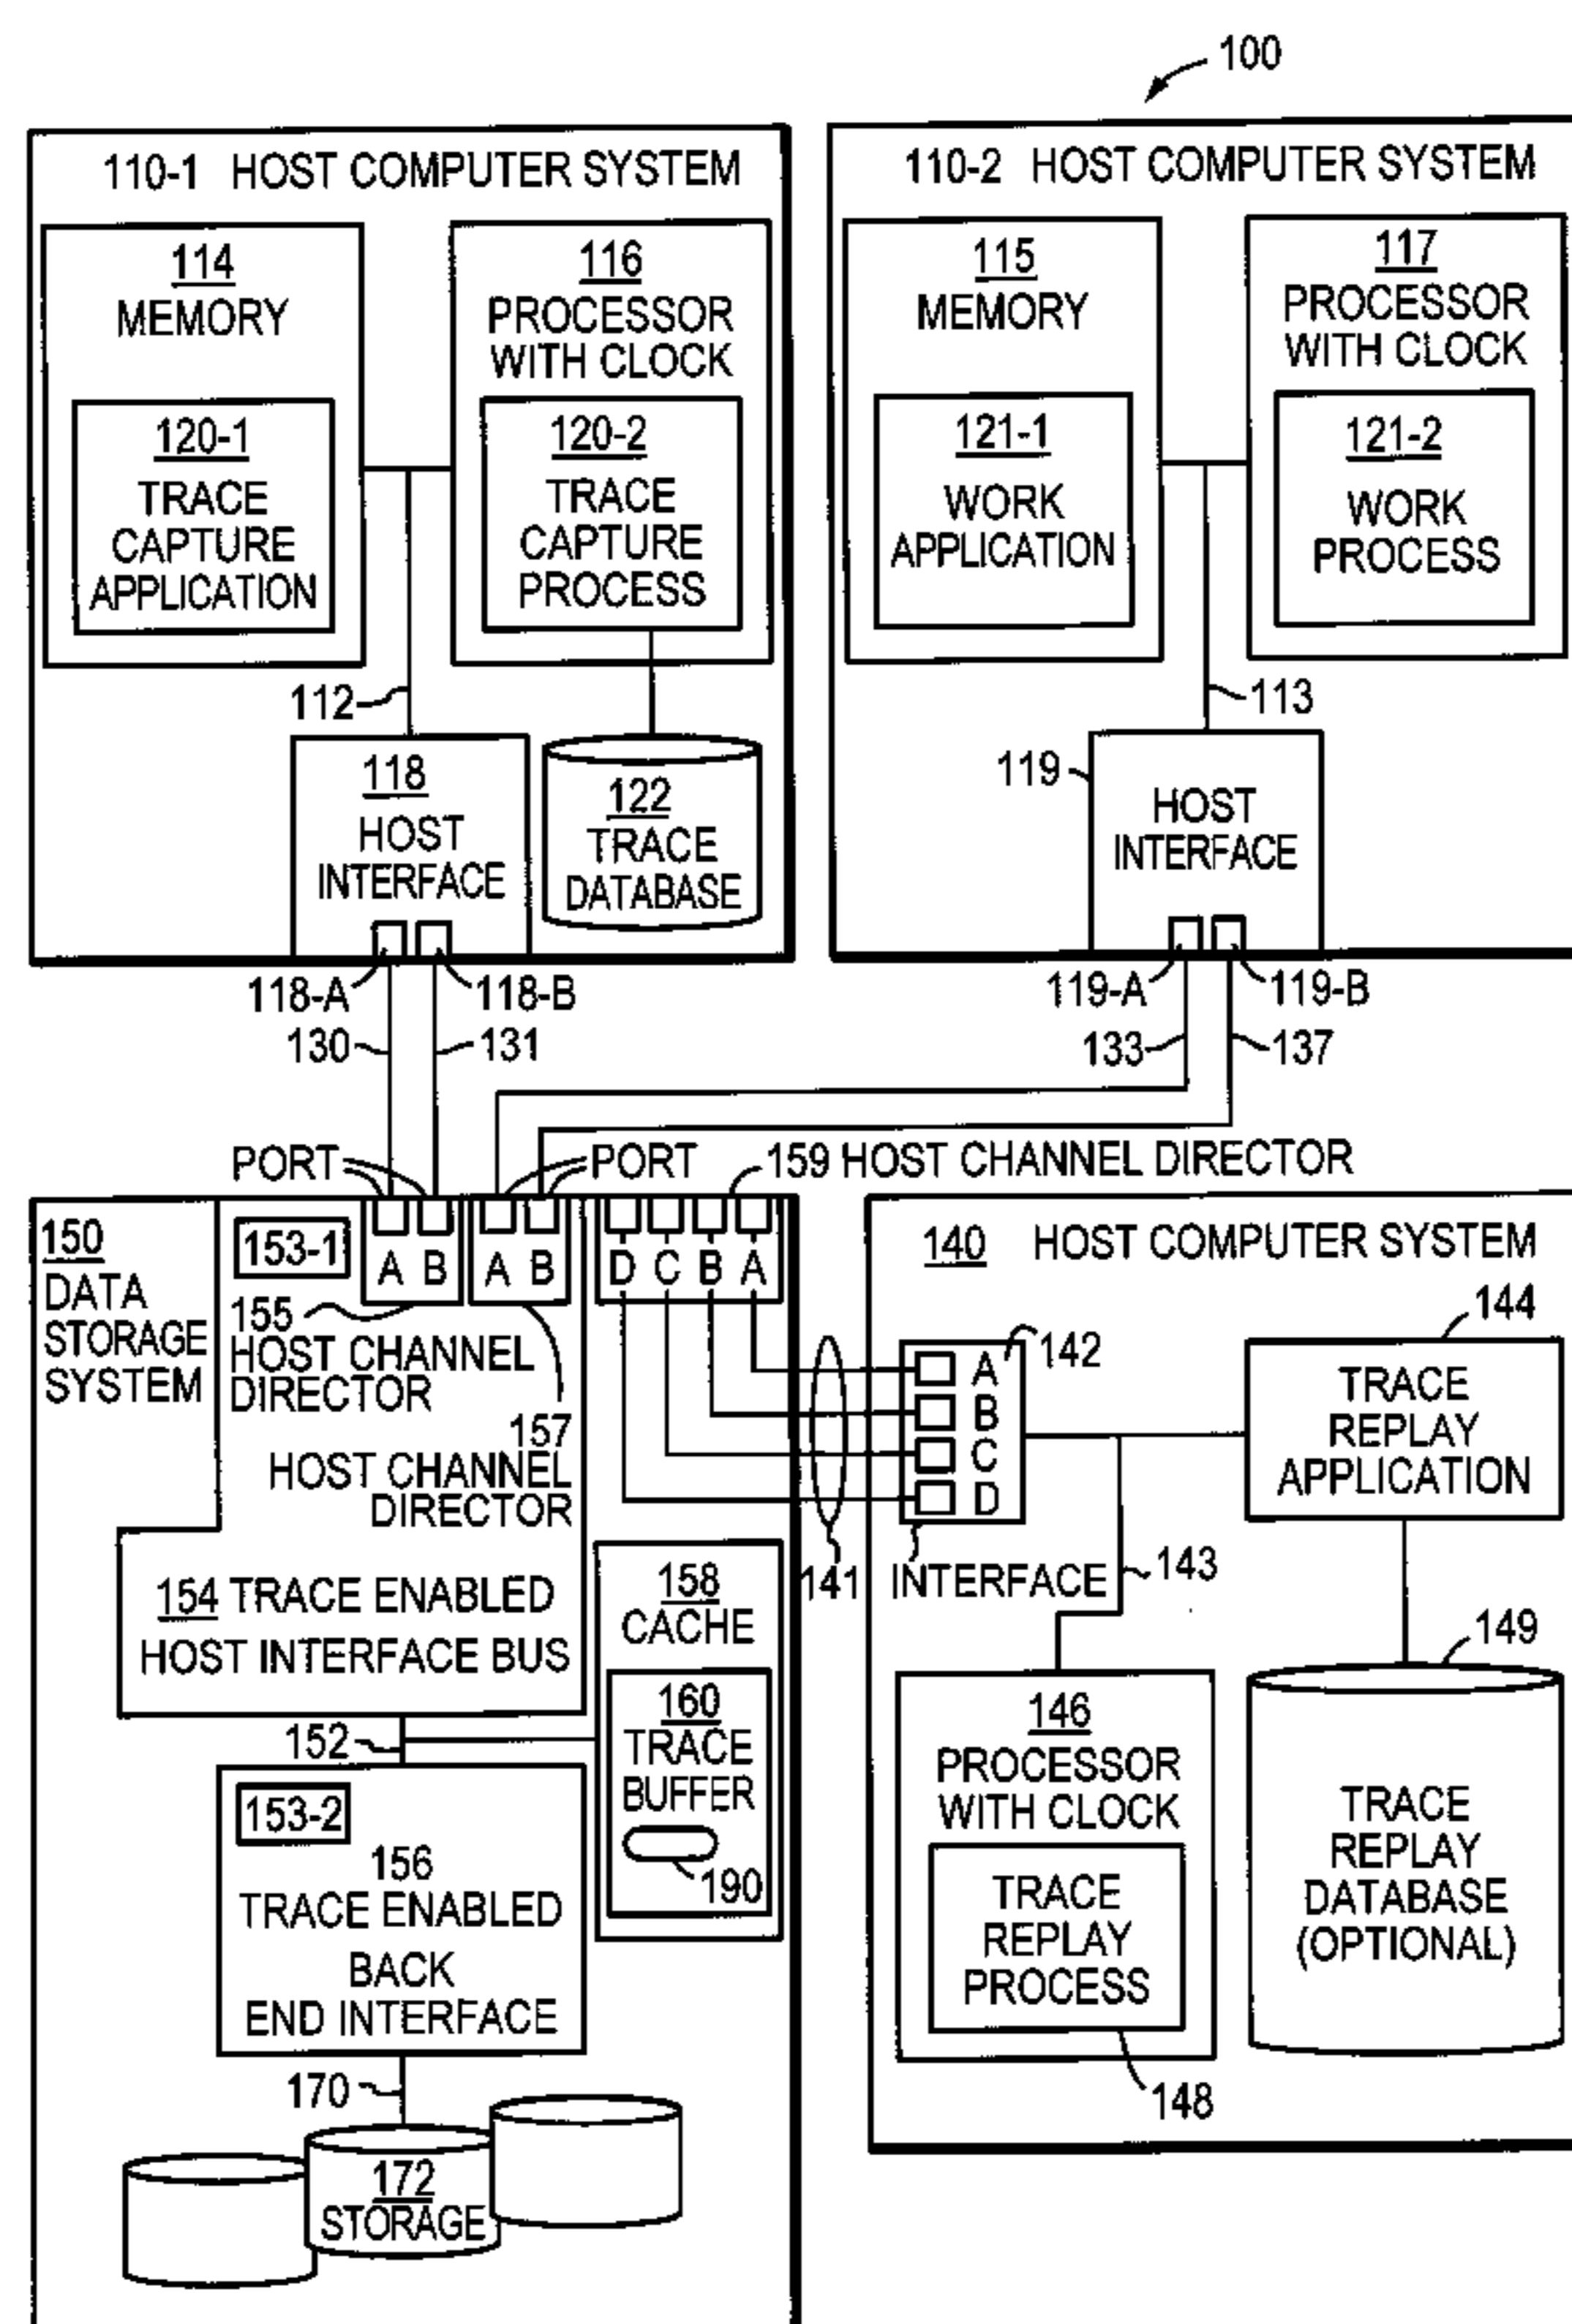 100
110-1 HOST COMPUTER SYSTEM
114
MEMORY
120-1
TRACE
CAPTURE
APPLICATION
116
PROCESSOR
WITH CLOCK
120-2
TRACE
CAPTURE
PROCESS
112
118
HOST
INTERFACE
122
TRACE
DATABASE
118-A
118-B
130
131
110-2 HOST COMPUTER SYSTEM
115
MEMORY
121-1
WORK
APPLICATION
117
PROCESSOR
WITH CLOCK
121-2
WORK
PROCESS
113
119
HOST
INTERFACE
119-A
119-B
133
137
PORT
PORT
159 HOST CHANNEL DIRECTOR
150
DATA
STORAGE
SYSTEM
153-1
A B
A B
D C B A
155
HOST CHANNEL
DIRECTOR
157
HOST CHANNEL
DIRECTOR
154 TRACE ENABLED
HOST INTERFACE BUS
152
158
CACHE
160
TRACE
BUFFER
190
153-2
156
TRACE ENABLED
BACK
END INTERFACE
170
172
STORAGE
141
140 HOST COMPUTER SYSTEM
142
A
B
C
D
INTERFACE
143
144
TRACE
REPLAY
APPLICATION
146
PROCESSOR
WITH CLOCK
TRACE
REPLAY
PROCESS
148
149
TRACE
REPLAY
DATABASE
(OPTIONAL)